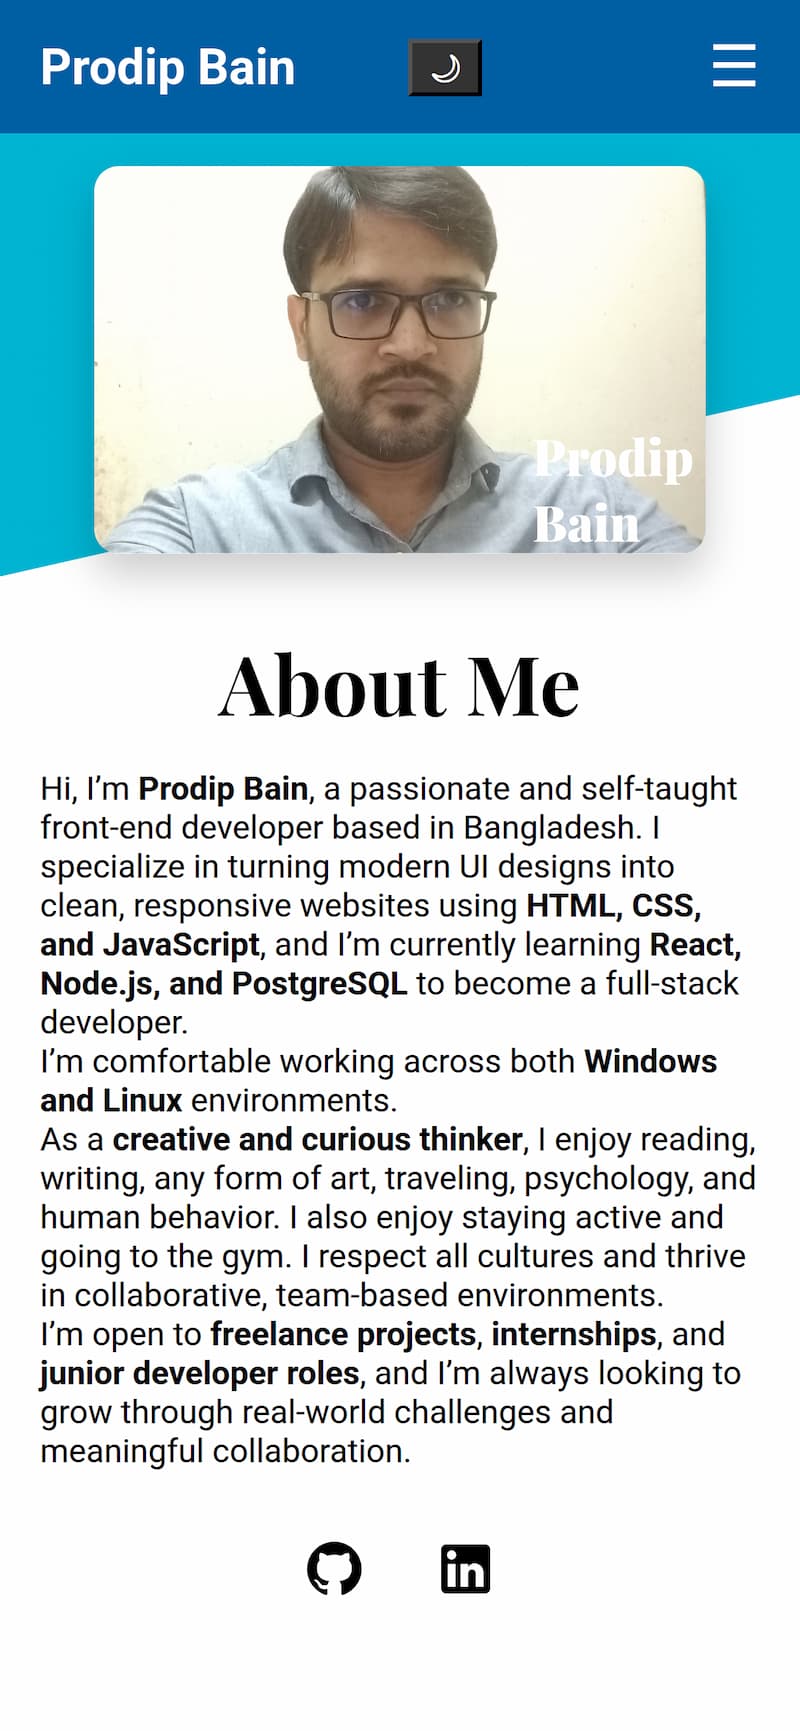 Prodip Bain
Prodip
Bain
About Me
Hi, I’m Prodip Bain, a passionate and self-taught
front-end developer based in Bangladesh. I
specialize in turning modern UI designs into
clean, responsive websites using HTML, CSS,
and JavaScript, and I’m currently learning React,
Node.js, and PostgreSQL to become a full-stack
developer.
I’m comfortable working across both Windows
and Linux environments.
As a creative and curious thinker, I enjoy reading,
writing, any form of art, traveling, psychology, and
human behavior. I also enjoy staying active and
going to the gym. I respect all cultures and thrive
in collaborative, team-based environments.
I’m open to freelance projects, internships, and
junior developer roles, and I’m always looking to
grow through real-world challenges and
meaningful collaboration.
in